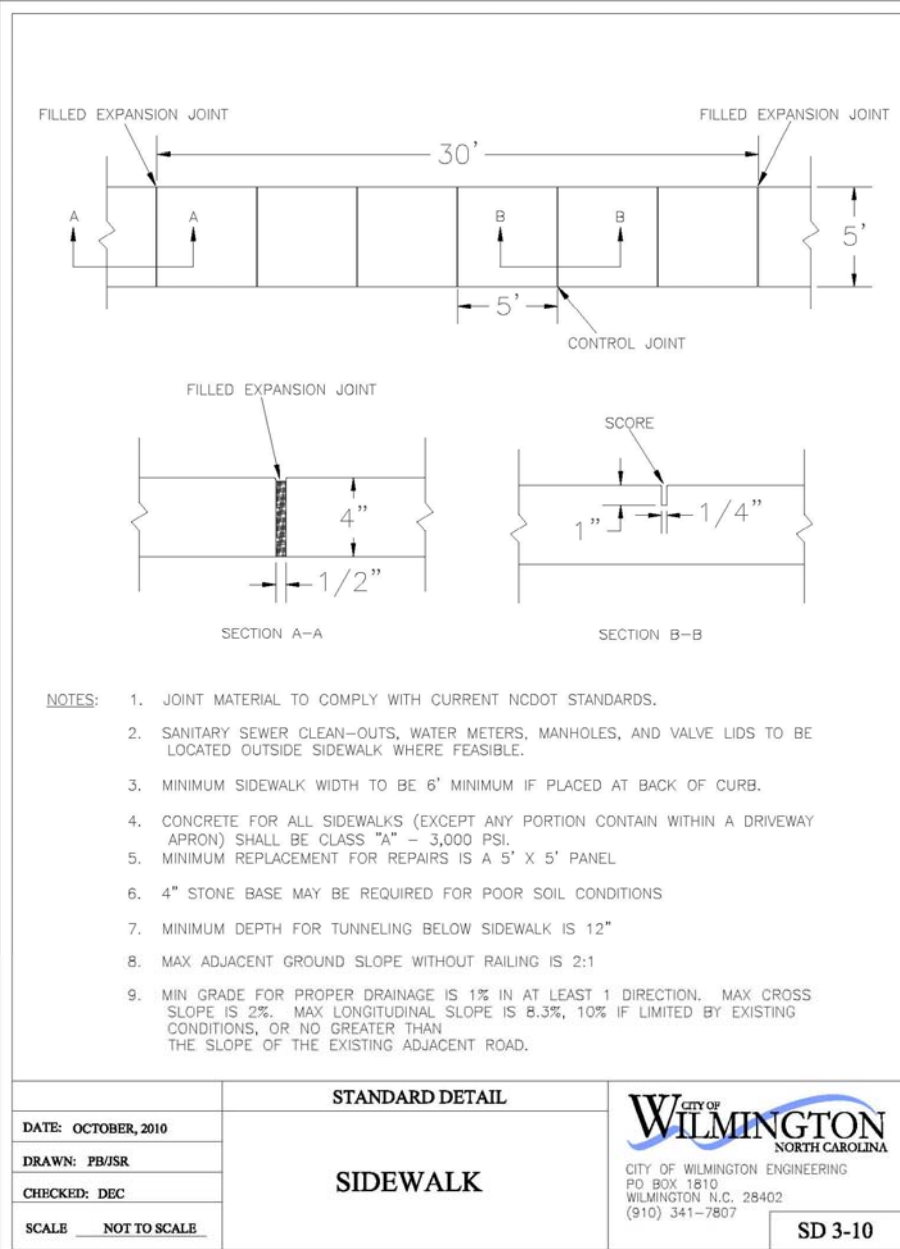 FILLED EXPANSION JOINT
FILLED EXPANSION JOINT
30'
A
A
B
B
5'
5'
CONTROL JOINT
FILLED EXPANSION JOINT
SCORE
4"
1"
1/4"
1/2"
SECTION A-A
SECTION B-B
NOTES:
1. JOINT MATERIAL TO COMPLY WITH CURRENT NCDOT STANDARDS.
2. SANITARY SEWER CLEAN-OUTS, WATER METERS, MANHOLES, AND VALVE LIDS TO BE
LOCATED OUTSIDE SIDEWALK WHERE FEASIBLE.
3. MINIMUM SIDEWALK WIDTH TO BE 6' MINIMUM IF PLACED AT BACK OF CURB.
4. CONCRETE FOR ALL SIDEWALKS (EXCEPT ANY PORTION CONTAIN WITHIN A DRIVEWAY
APRON) SHALL BE CLASS "A" - 3,000 PSI.
5. MINIMUM REPLACEMENT FOR REPAIRS IS A 5' X 5' PANEL
6. 4" STONE BASE MAY BE REQUIRED FOR POOR SOIL CONDITIONS
7. MINIMUM DEPTH FOR TUNNELING BELOW SIDEWALK IS 12"
8. MAX ADJACENT GROUND SLOPE WITHOUT RAILING IS 2:1
9. MIN GRADE FOR PROPER DRAINAGE IS 1% IN AT LEAST 1 DIRECTION. MAX CROSS
SLOPE IS 2%. MAX LONGITUDINAL SLOPE IS 8.3%, 10% IF LIMITED BY EXISTING
CONDITIONS, OR NO GREATER THAN
THE SLOPE OF THE EXISTING ADJACENT ROAD.
DATE: OCTOBER, 2010
DRAWN: PB/JSR
CHECKED: DEC
SCALE NOT TO SCALE
STANDARD DETAIL
SIDEWALK
CITY OF
WILMINGTON
NORTH CAROLINA
CITY OF WILMINGTON ENGINEERING
PO BOX 1810
WILMINGTON N.C. 28402
(910) 341-7807
SD 3-10